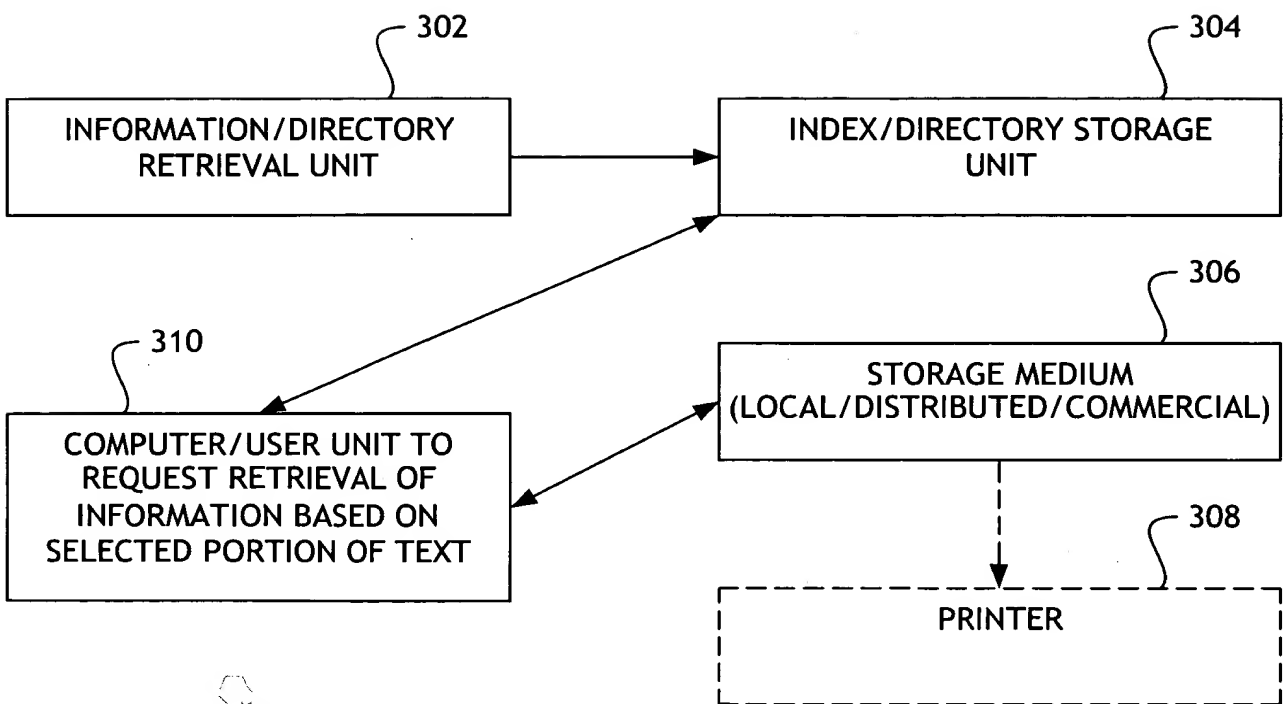 302
INFORMATION/DIRECTORY
RETRIEVAL UNIT
304
INDEX/DIRECTORY STORAGE
UNIT
306
STORAGE MEDIUM
(LOCAL/DISTRIBUTED/COMMERCIAL)
310
COMPUTER/USER UNIT TO
REQUEST RETRIEVAL OF
INFORMATION BASED ON
SELECTED PORTION OF TEXT
308
PRINTER